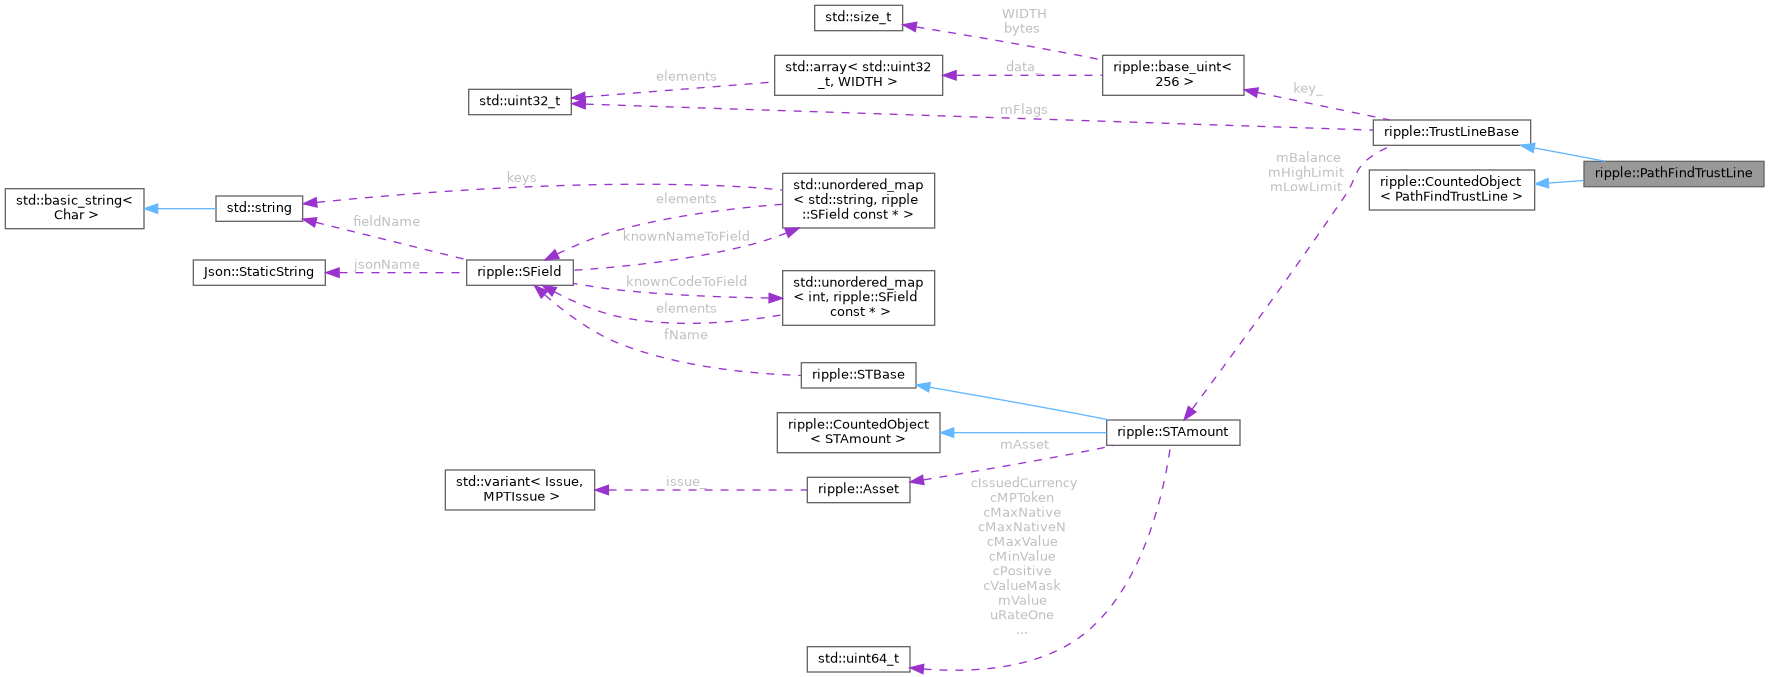 WIDTH
bytes
std::size_t
std::array< std::uint32
_t, WIDTH >
ripple::base_uint<
256 >
data_
elements
std::uint32_t
key_
mFlags
ripple::TrustLineBase
mBalance
mHighLimit
mLowLimit
ripple::PathFindTrustLine
ripple::CountedObject
< PathFindTrustLine >
std::unordered_map
< std::string, ripple
::SField const * >
keys
elements
std::basic_string<
Char >
std::string
fieldName
knownNameToField
Json::StaticString
jsonName
ripple::SField
knownCodeToField
std::unordered_map
< int, ripple::SField
const * >
elements
fName
ripple::STBase
ripple::CountedObject
< STAmount >
ripple::STAmount
mAsset
std::variant< Issue,
MPTIssue >
issue_
ripple::Asset
cIssuedCurrency
cMPToken
cMaxNative
cMaxNativeN
cMaxValue
cMinValue
cPositive
cValueMask
mValue
uRateOne
...
std::uint64_t